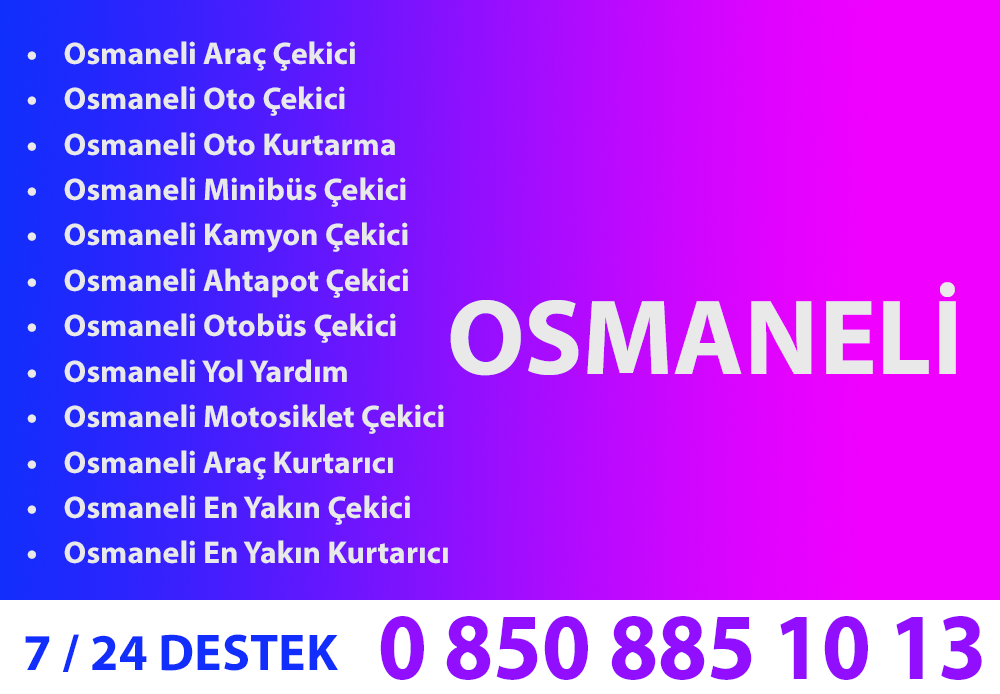 • Osmaneli Araç Çekici
• Osmaneli Oto Çekici
• Osmaneli Oto Kurtarma
• Osmaneli Minibüs Çekici
• Osmaneli Kamyon Çekici
• Osmaneli Ahtapot Çekici
• Osmaneli Otobüs Çekici
• Osmaneli Yol Yardım
• Osmaneli Motosiklet Çekici
• Osmaneli Araç Kurtarıcı
• Osmaneli En Yakın Çekici
• Osmaneli En Yakın Kurtarıcı
OSMANELİ
7 / 24 DESTEK 0 850 885 10 13